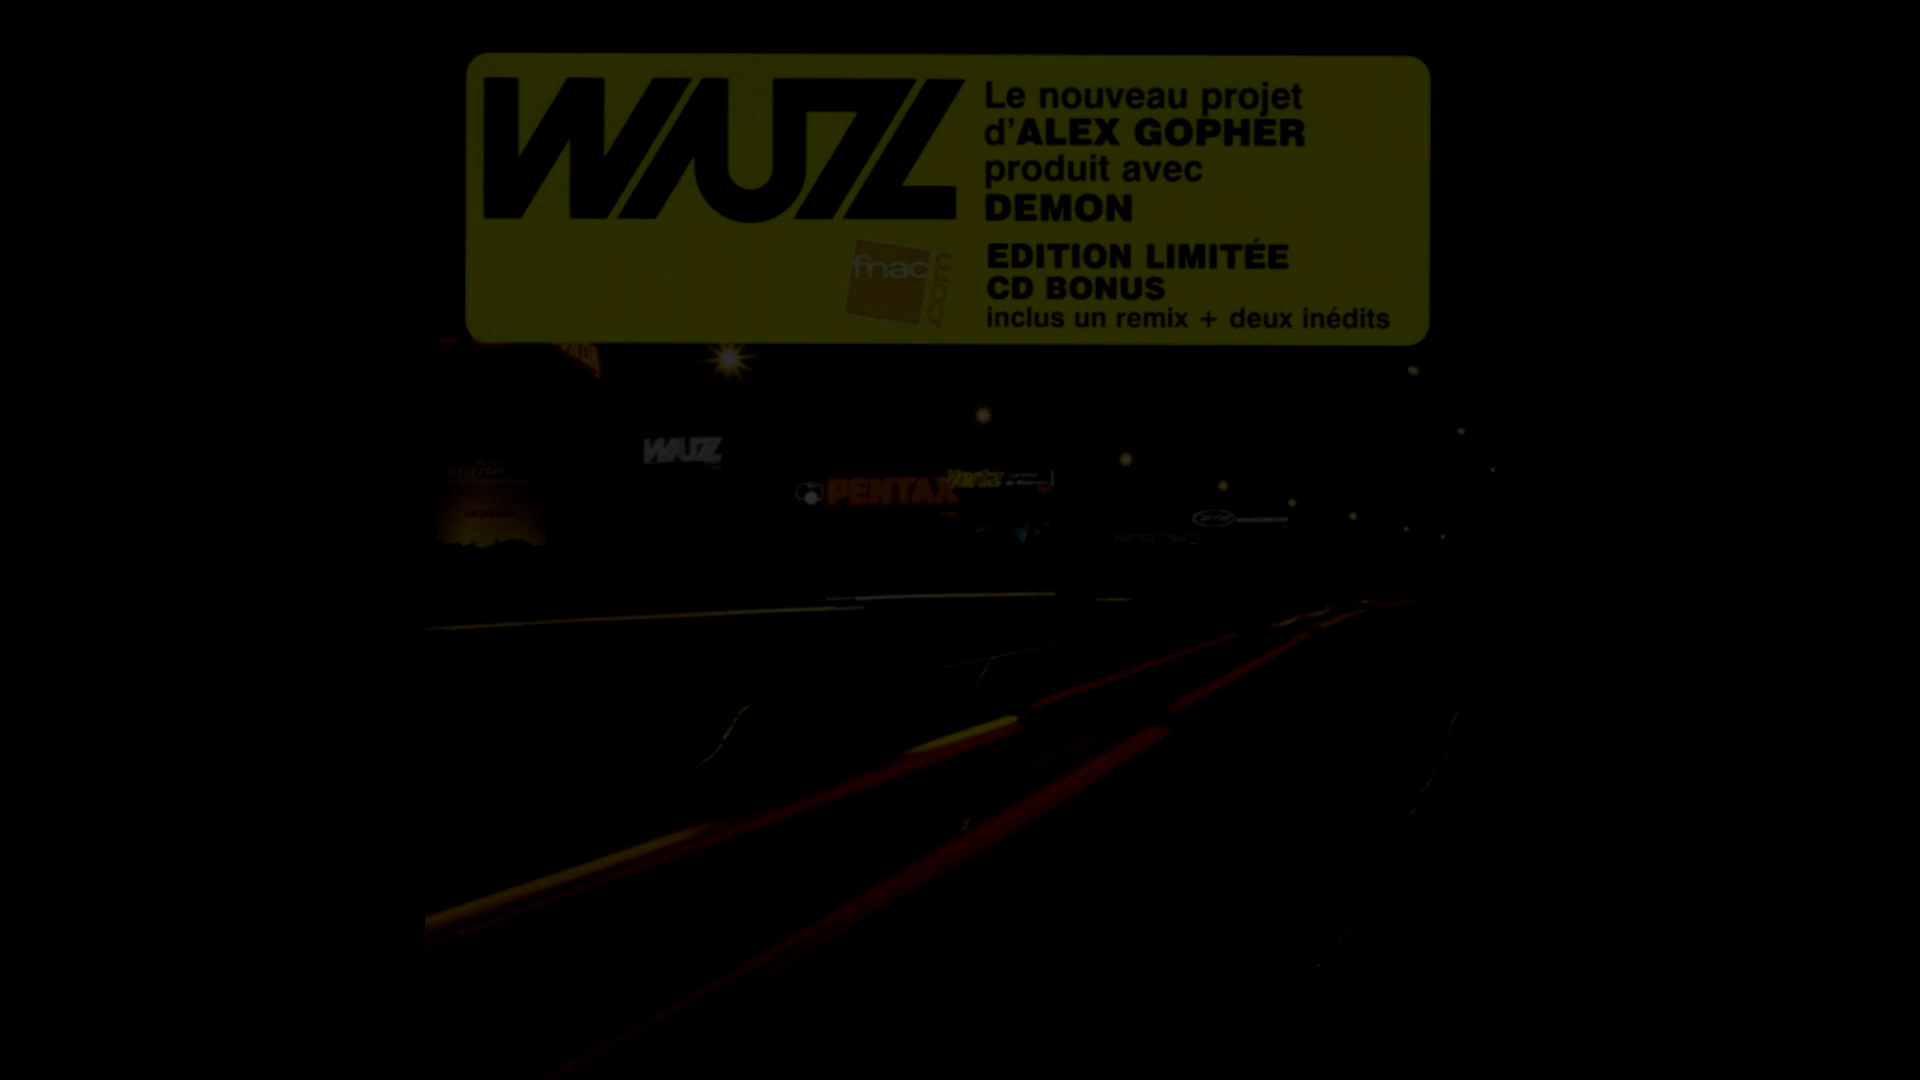 WUZ
Le nouveau projet
d'ALEX GOPHER
produit avec
DEMON
fnac
.com
EDITION LIMITÉE
CD BONUS
inclus un remix + deux inédits
WUZ
PENTAX
HONDA